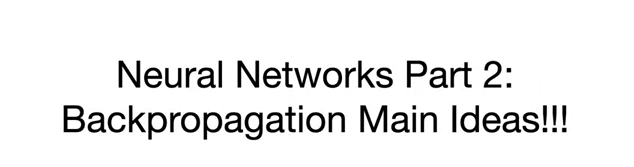 Neural Networks Part 2:
Backpropagation Main Ideas!!!